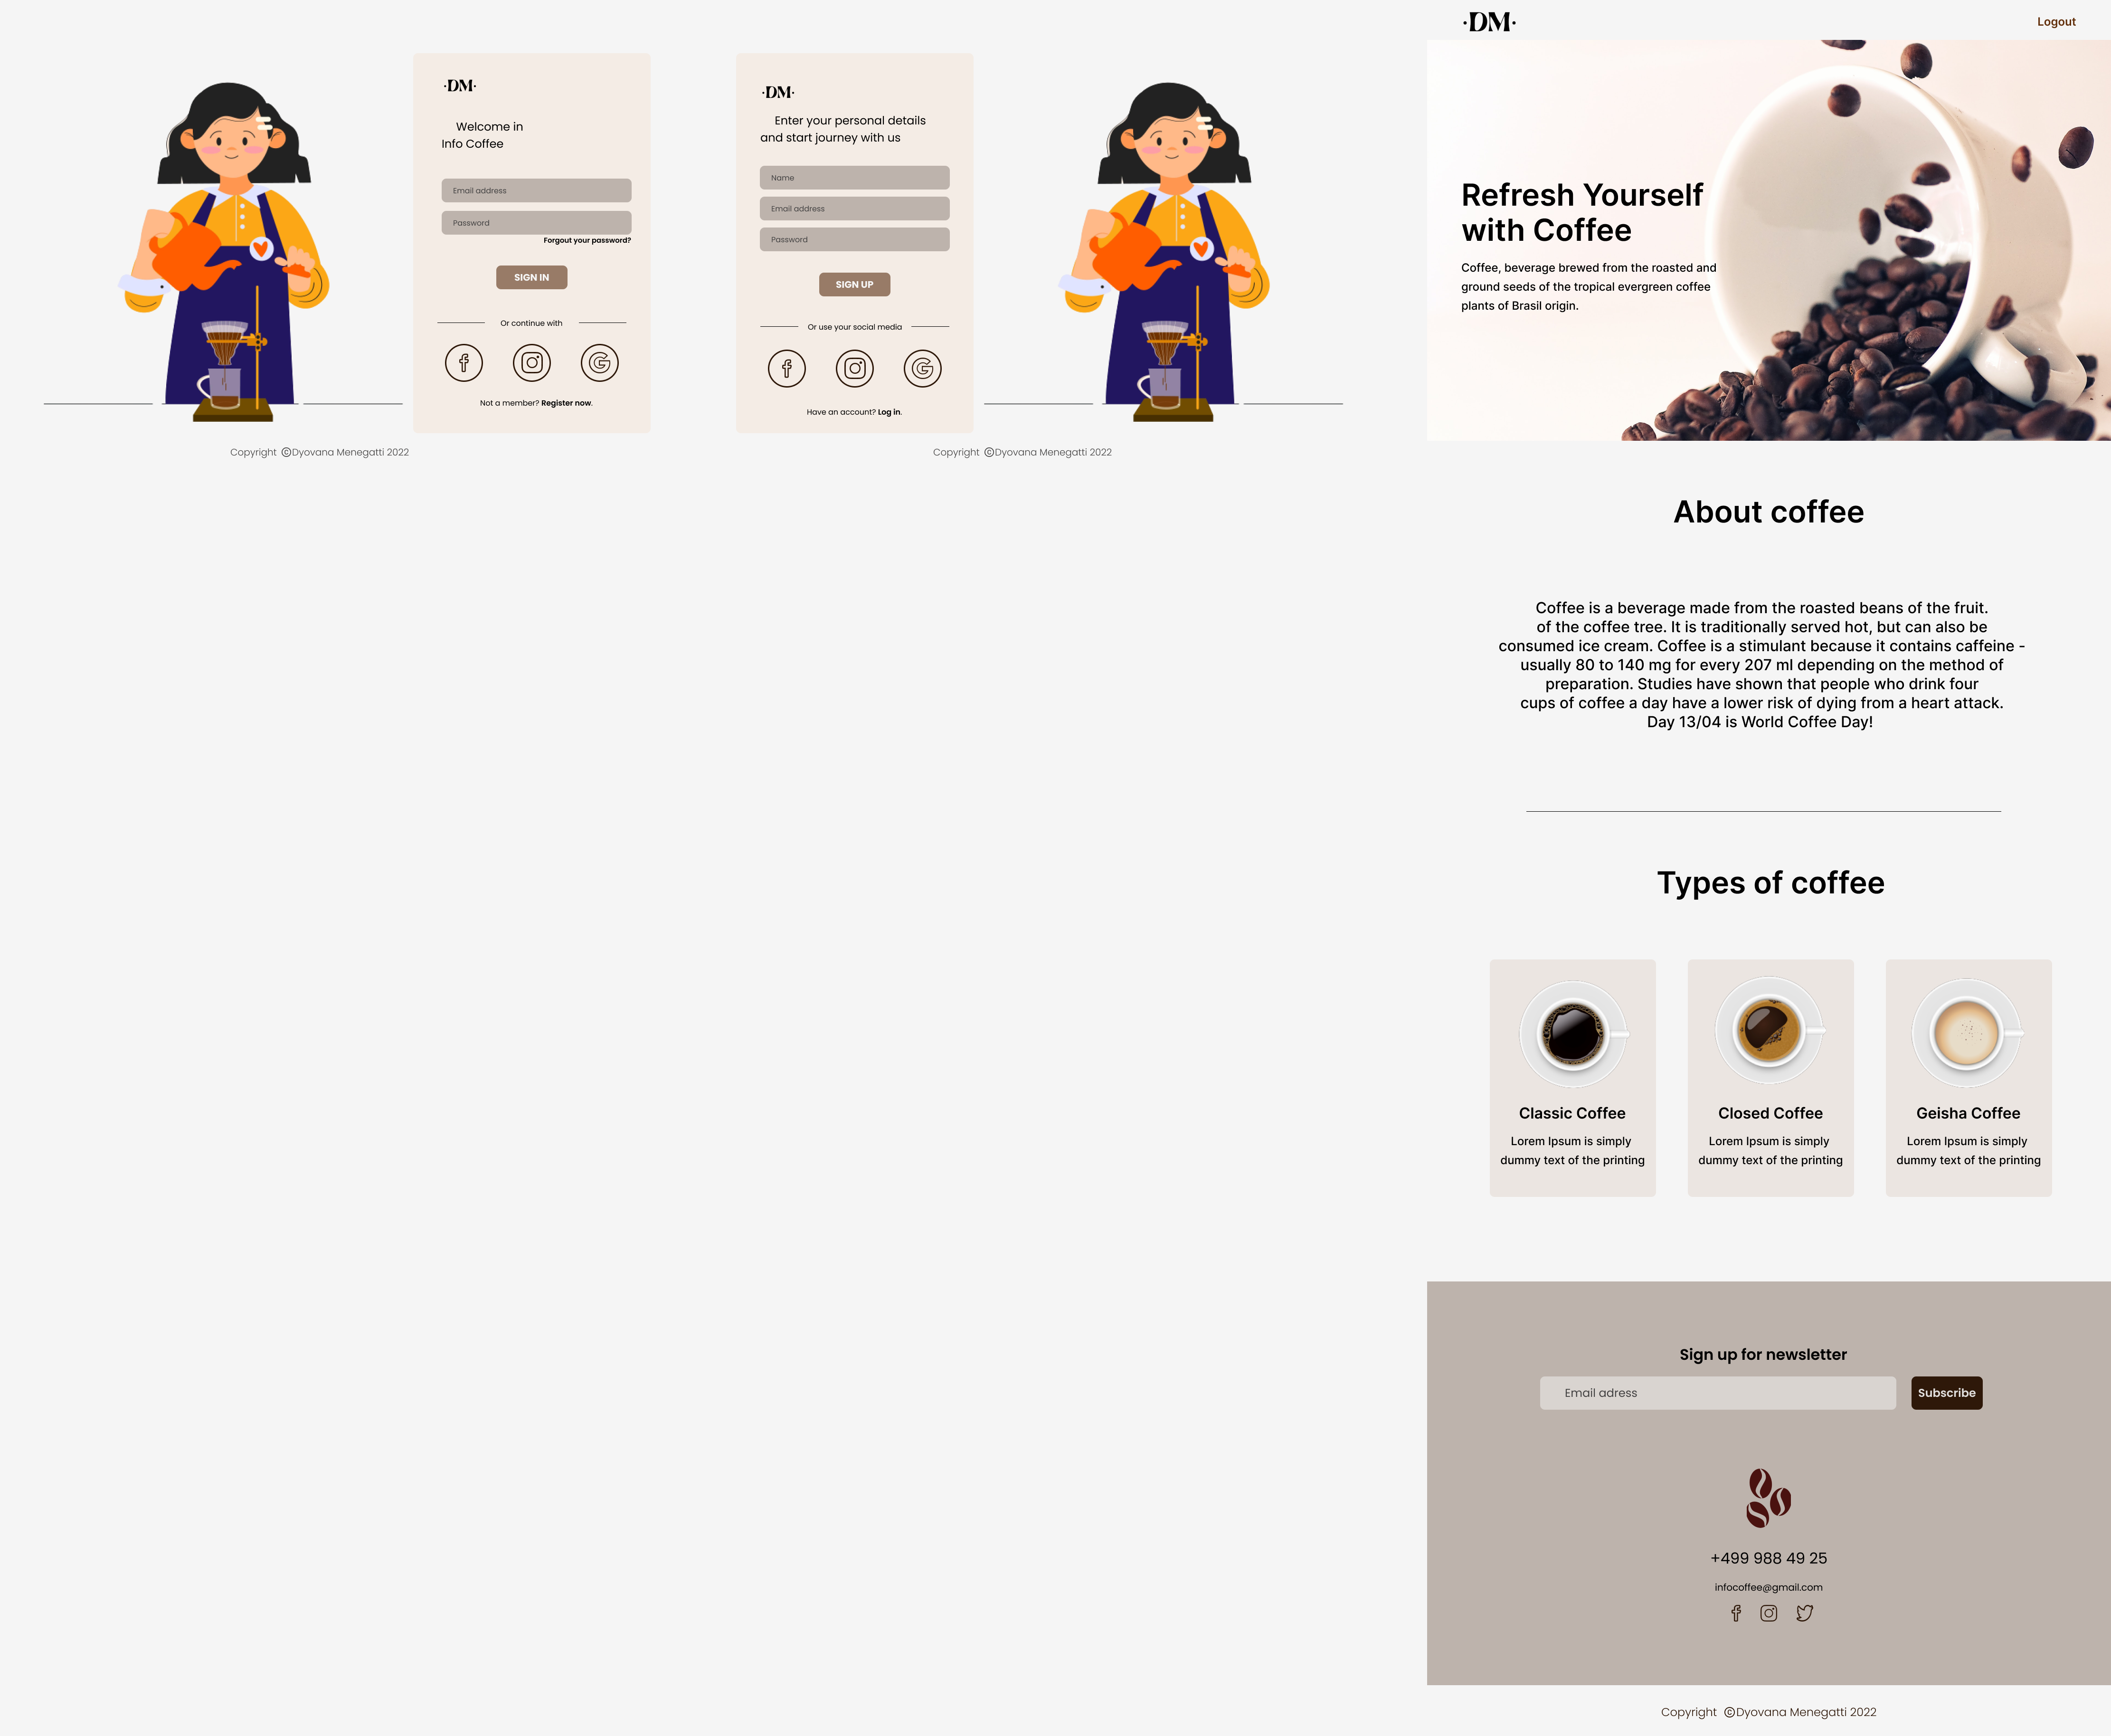 ·DM·
Welcome in
Info Coffee
Email address
Password
Forgout your password?
SIGN IN
Or continue with
Not a member? Register now.
Copyright ©Dyovana Menegatti 2022
·DM·
Enter your personal details
and start journey with us
Name
Email address
Password
SIGN UP
Or use your social media
Have an account? Log in.
Copyright ©Dyovana Menegatti 2022
·DM·
Logout
Refresh Yourself
with Coffee
Coffee, beverage brewed from the roasted and
ground seeds of the tropical evergreen coffee
plants of Brasil origin.
About coffee
Coffee is a beverage made from the roasted beans of the fruit.
of the coffee tree. It is traditionally served hot, but can also be
consumed ice cream. Coffee is a stimulant because it contains caffeine -
usually 80 to 140 mg for every 207 ml depending on the method of
preparation. Studies have shown that people who drink four
cups of coffee a day have a lower risk of dying from a heart attack.
Day 13/04 is World Coffee Day!
Types of coffee
Classic Coffee
Lorem Ipsum is simply
dummy text of the printing
Closed Coffee
Lorem Ipsum is simply
dummy text of the printing
Geisha Coffee
Lorem Ipsum is simply
dummy text of the printing
Sign up for newsletter
Email adress
Subscribe
+499 988 49 25
infocoffee@gmail.com
Copyright ©Dyovana Menegatti 2022